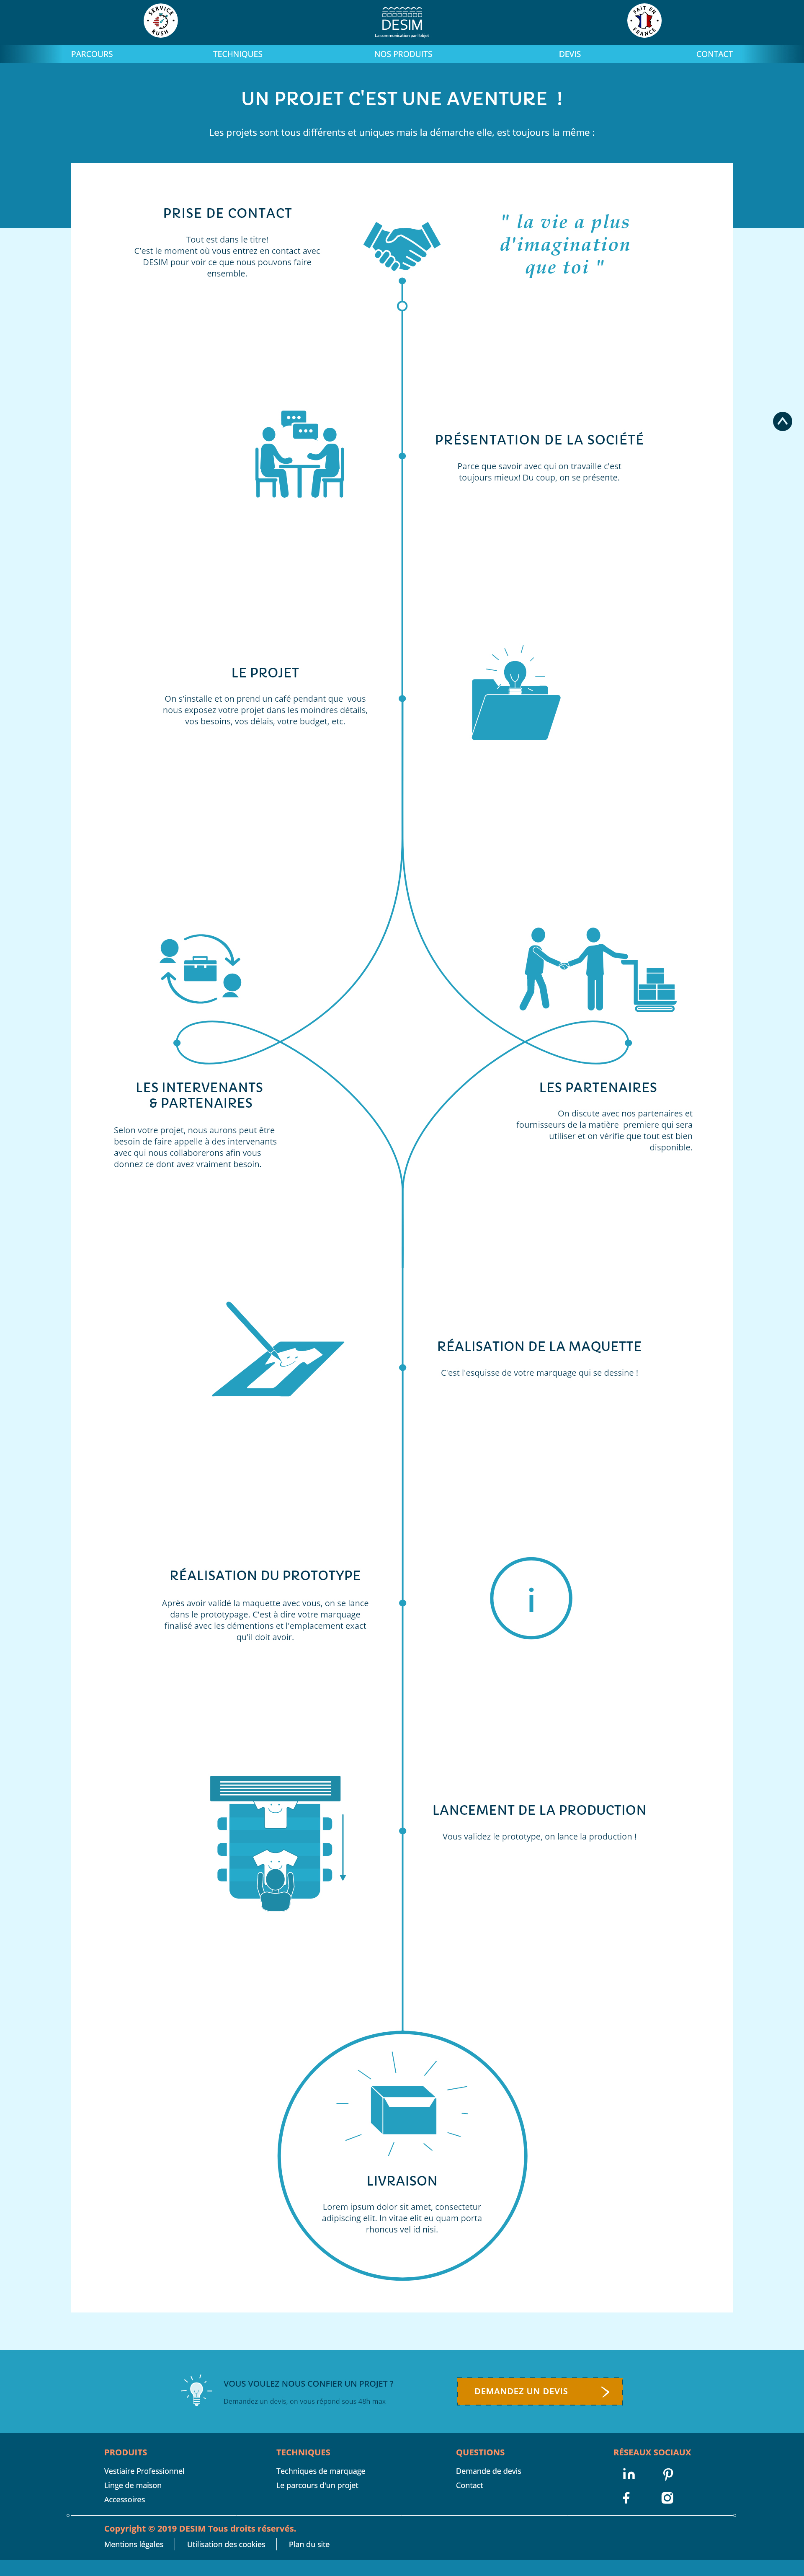 SERVICE
RUSH
DESIM
La communication par l'objet
FAIT EN
FRANCE
PARCOURS
TECHNIQUES
NOS PRODUITS
DEVIS
CONTACT
UN PROJET C'EST UNE AVENTURE !
Les projets sont tous différents et uniques mais la démarche elle, est toujours la même :
PRISE DE CONTACT
Tout est dans le titre!
C'est le moment où vous entrez en contact avec
DESIM pour voir ce que nous pouvons faire
ensemble.
" la vie a plus
d'imagination
que toi "
PRÉSENTATION DE LA SOCIÉTÉ
Parce que savoir avec qui on travaille c'est
toujours mieux! Du coup, on se présente.
LE PROJET
On s'installe et on prend un café pendant que vous
nous exposez votre projet dans les moindres détails,
vos besoins, vos délais, votre budget, etc.
LES INTERVENANTS
& PARTENAIRES
Selon votre projet, nous aurons peut être
besoin de faire appelle à des intervenants
avec qui nous collaborerons afin vous
donnez ce dont avez vraiment besoin.
LES PARTENAIRES
On discute avec nos partenaires et
fournisseurs de la matière premiere qui sera
utiliser et on vérifie que tout est bien
disponible.
RÉALISATION DE LA MAQUETTE
C'est l'esquisse de votre marquage qui se dessine !
RÉALISATION DU PROTOTYPE
Après avoir validé la maquette avec vous, on se lance
dans le prototypage. C'est à dire votre marquage
finalisé avec les démentions et l'emplacement exact
qu'il doit avoir.
i
LANCEMENT DE LA PRODUCTION
Vous validez le prototype, on lance la production !
LIVRAISON
Lorem ipsum dolor sit amet, consectetur
adipiscing elit. In vitae elit eu quam porta
rhoncus vel id nisi.
VOUS VOULEZ NOUS CONFIER UN PROJET ?
Demandez un devis, on vous répond sous 48h max
DEMANDEZ UN DEVIS
PRODUITS
Vestiaire Professionnel
Linge de maison
Accessoires
TECHNIQUES
Techniques de marquage
Le parcours d'un projet
QUESTIONS
Demande de devis
Contact
RÉSEAUX SOCIAUX
Copyright © 2019 DESIM Tous droits réservés.
Mentions légales
Utilisation des cookies
Plan du site